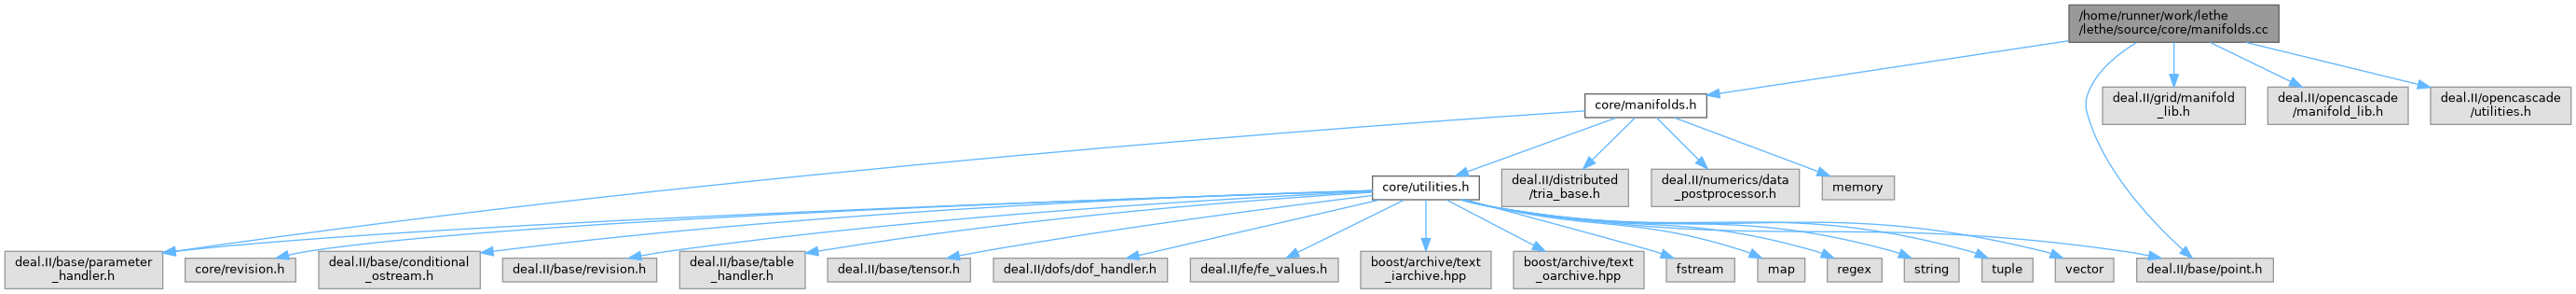 /home/runner/work/lethe
/lethe/source/core/manifolds.cc
core/manifolds.h
deal.II/grid/manifold
_lib.h
deal.II/opencascade
/manifold_lib.h
deal.II/opencascade
/utilities.h
core/utilities.h
deal.II/distributed
/tria_base.h
deal.II/numerics/data
_postprocessor.h
memory
deal.II/base/parameter
_handler.h
core/revision.h
deal.II/base/conditional
_ostream.h
deal.II/base/revision.h
deal.II/base/table
_handler.h
deal.II/base/tensor.h
deal.II/dofs/dof_handler.h
deal.II/fe/fe_values.h
boost/archive/text
_iarchive.hpp
boost/archive/text
_oarchive.hpp
fstream
map
regex
string
tuple
vector
deal.II/base/point.h